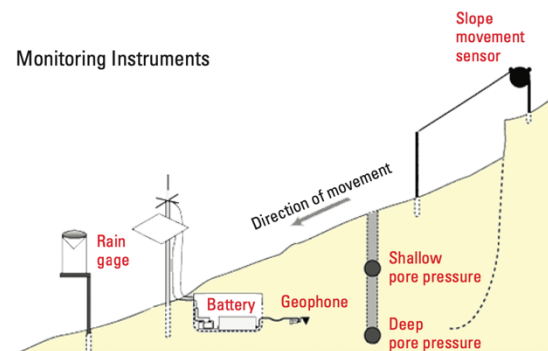 Slope
movement
sensor
Monitoring Instruments
Direction of movement
Rain
gage
Shallow
pore pressure
Battery
Geophone
Deep
pore pressure